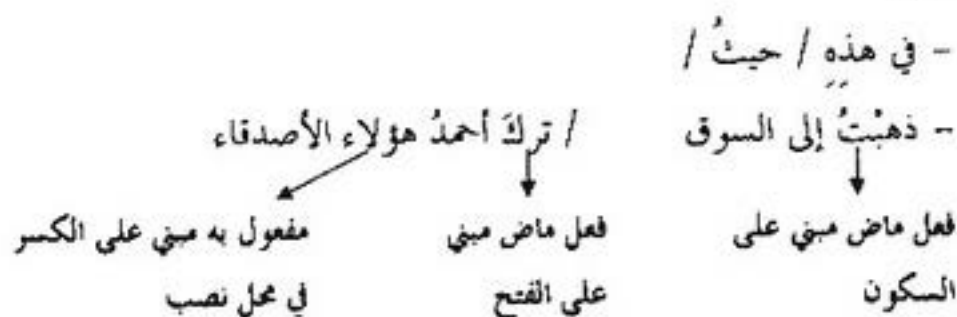 - في هذِهِ / حيثُ /
- ذهبْتُ إلى السوق / تركَ أحمدُ هؤلاء الأصدقاء
فعل ماض مبني على فعل ماض مبني مفعول به مبني على الكسر
السكون على الفتح في محل نصب